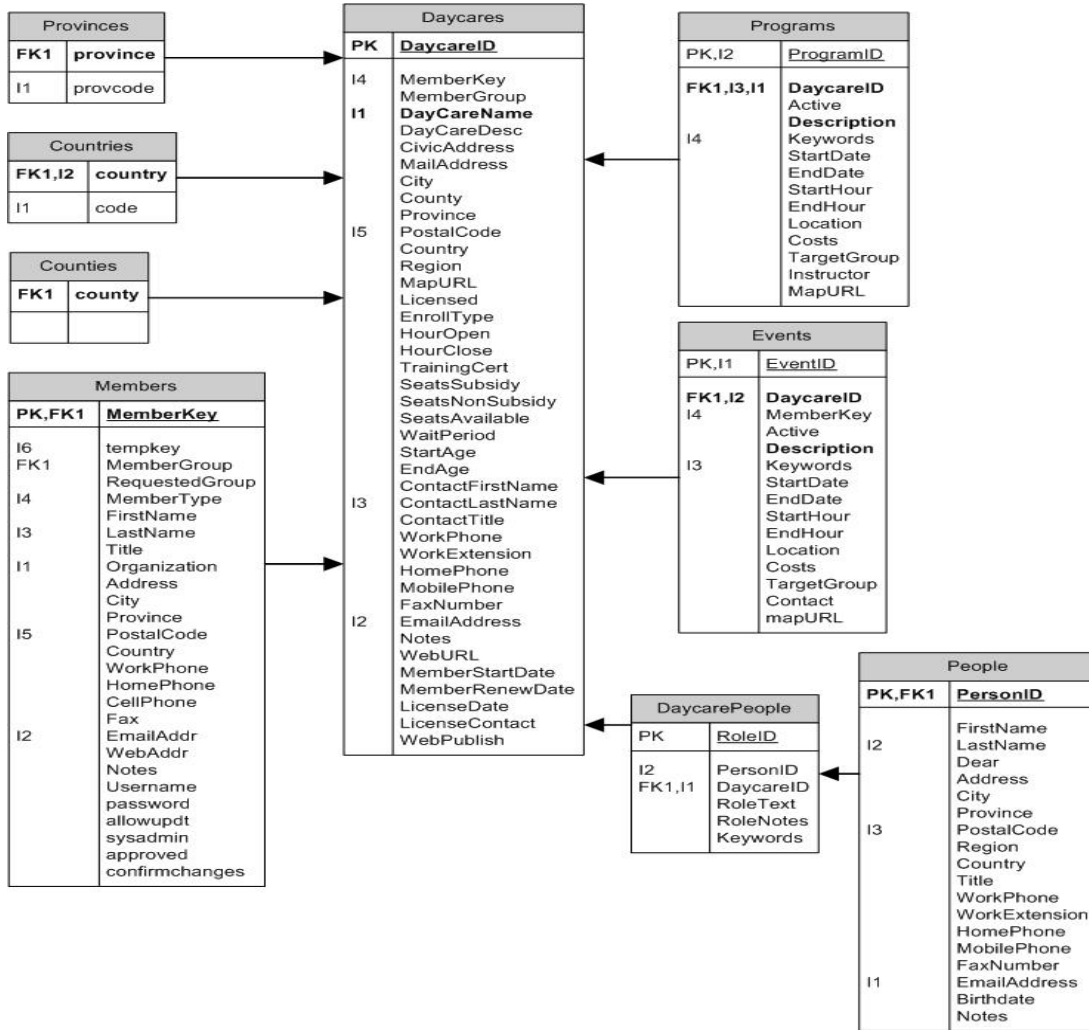 Provinces
FK1 province
I1 provcode
Countries
FK1,I2 country
I1 code
Counties
FK1 county
Members
PK,FK1 MemberKey
I6 tempkey
FK1 MemberGroup
RequestedGroup
I4 MemberType
FirstName
I3 LastName
Title
I1 Organization
Address
City
Province
I5 PostalCode
Country
WorkPhone
HomePhone
CellPhone
Fax
I2 EmailAddr
WebAddr
Notes
Username
password
allowupdt
sysadmin
approved
confirmchanges
Daycares
PK DaycareID
I4 MemberKey
MemberGroup
I1 DayCareName
DayCareDesc
CivicAddress
MailAddress
City
County
Province
I5 PostalCode
Country
Region
MapURL
Licensed
EnrollType
HourOpen
HourClose
TrainingCert
SeatsSubsidy
SeatsNonSubsidy
SeatsAvailable
WaitPeriod
StartAge
EndAge
ContactFirstName
I3 ContactLastName
ContactTitle
WorkPhone
WorkExtension
HomePhone
MobilePhone
FaxNumber
I2 EmailAddress
Notes
WebURL
MemberStartDate
MemberRenewDate
LicenseDate
LicenseContact
WebPublish
Programs
PK,I2 ProgramID
FK1,I3,I1 DaycareID
Active
Description
I4 Keywords
StartDate
EndDate
StartHour
EndHour
Location
Costs
TargetGroup
Instructor
MapURL
Events
PK,I1 EventID
FK1,I2 DaycareID
I4 MemberKey
Active
Description
I3 Keywords
StartDate
EndDate
StartHour
EndHour
Location
Costs
TargetGroup
Contact
mapURL
DaycarePeople
PK RoleID
I2 PersonID
FK1,I1 DaycareID
RoleText
RoleNotes
Keywords
People
PK,FK1 PersonID
FirstName
I2 LastName
Dear
Address
City
Province
I3 PostalCode
Region
Country
Title
WorkPhone
WorkExtension
HomePhone
MobilePhone
FaxNumber
I1 EmailAddress
Birthdate
Notes